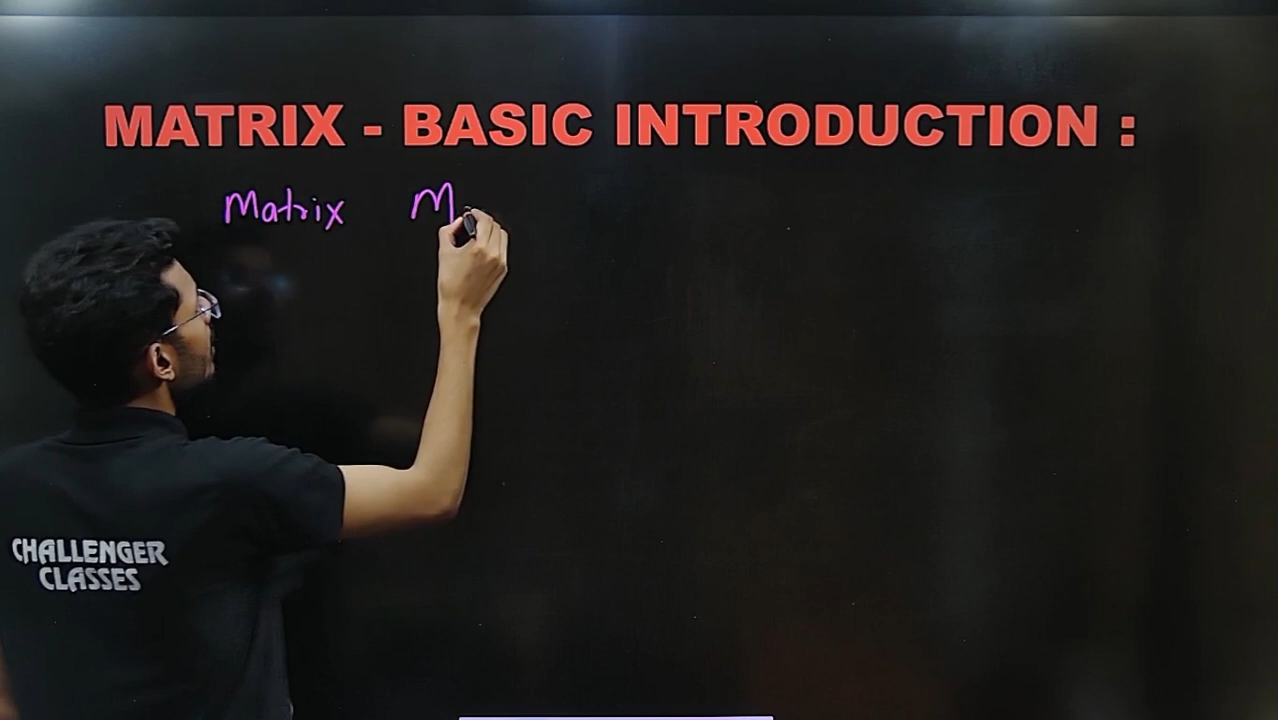 MATRIX - BASIC INTRODUCTION :
Matrix M
CHALLENGER
CLASSES